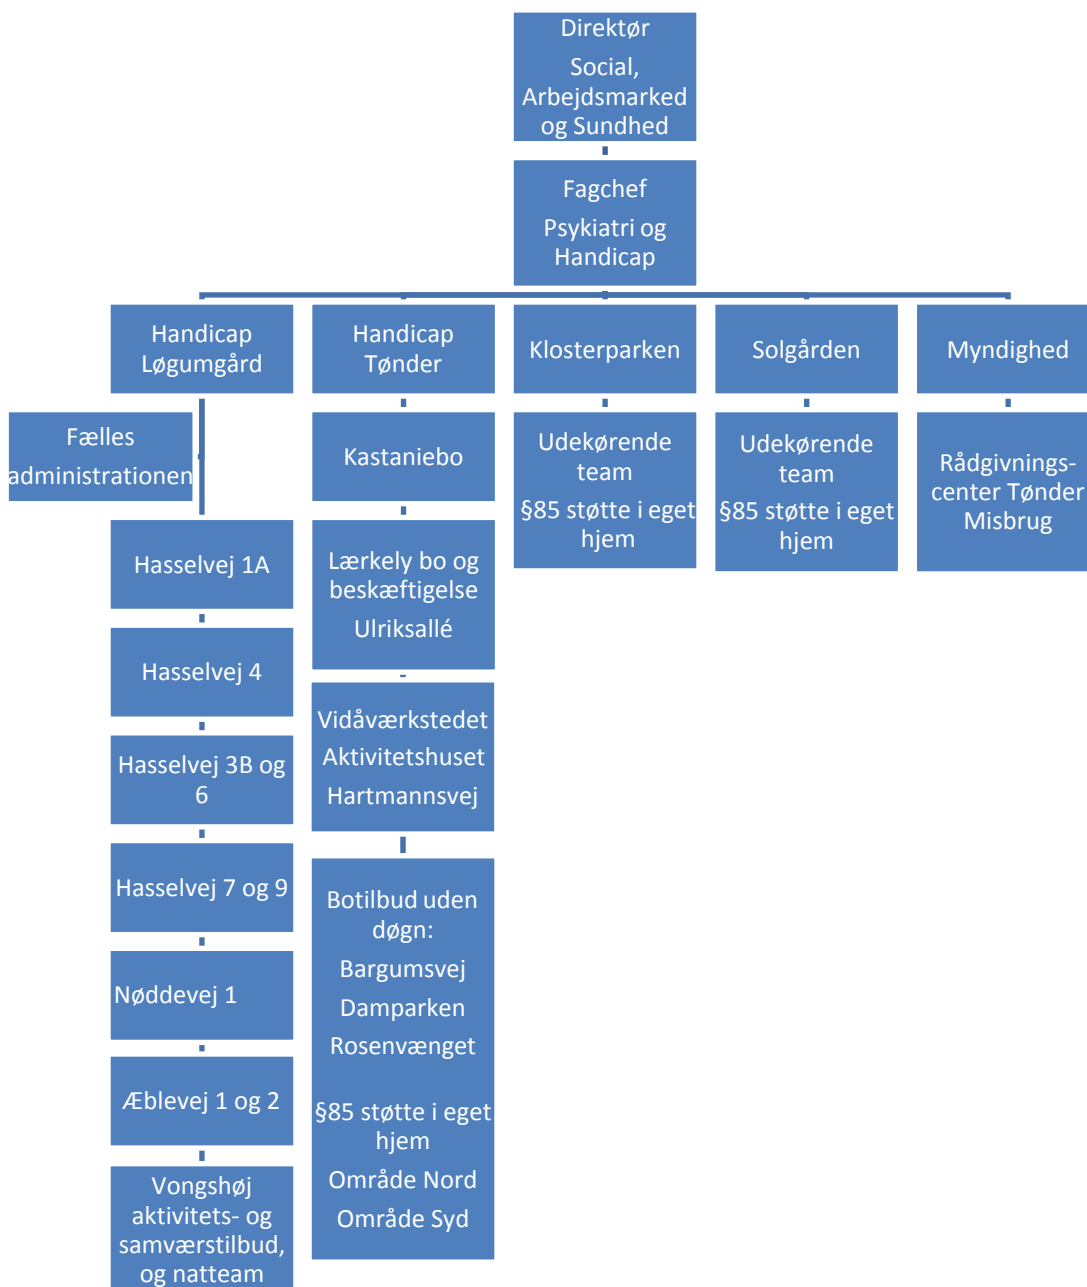 Direktør
Social,
Arbejdsmarked
og Sundhed
Fagchef
Psykiatri og
Handicap
Handicap
Løgumgård
Handicap
Tønder
Klosterparken
Solgården
Myndighed
Fælles
administrationen
Kastaniebo
Udekørende
team
§85 støtte i eget
hjem
Udekørende
team
§85 støtte i eget
hjem
Rådgivnings-
center Tønder
Misbrug
Hasselvej 1A
Lærkely bo og
beskæftigelse
Ulriksallé
Hasselvej 4
Vidåværkstedet
Aktivitetshuset
Hartmannsvej
Hasselvej 3B og
6
Hasselvej 7 og 9
Botilbud uden
døgn:
Bargumsvej
Damparken
Rosenvænget
§85 støtte i eget
hjem
Område Nord
Område Syd
Nøddevej 1
Æblevej 1 og 2
Vongshøj
aktivitets- og
samværstilbud,
og natteam